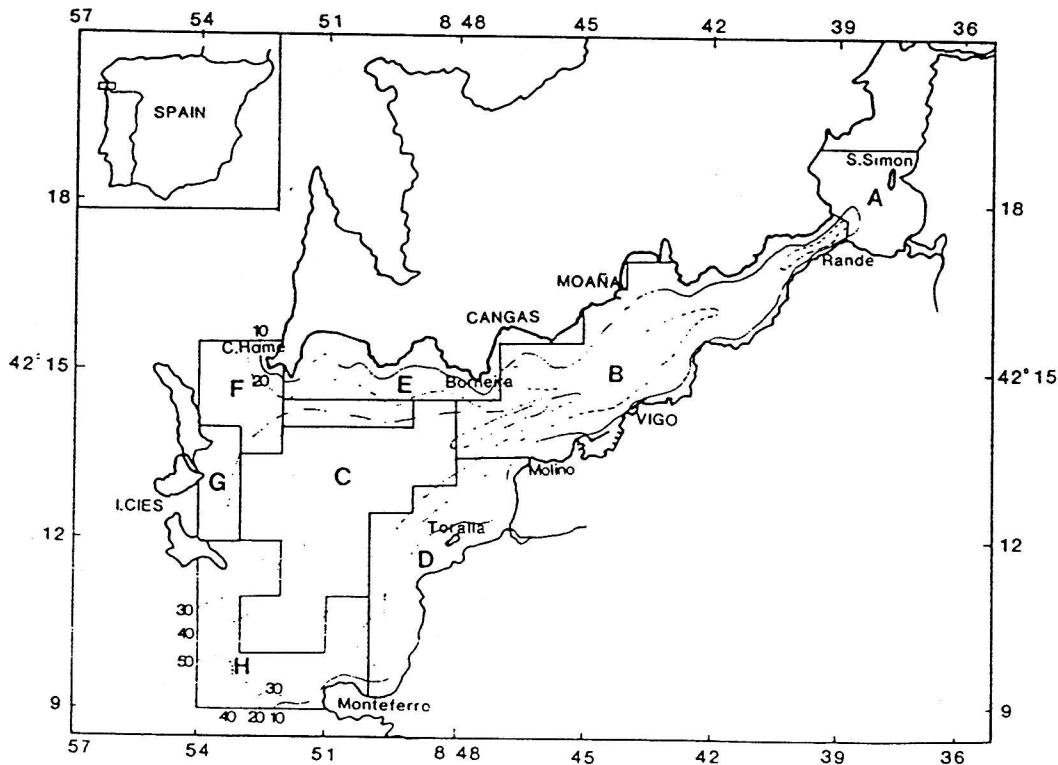 57 54 51 8 48 45 42 39 36
SPAIN
S.Simon
A
18 18
Rande
MOAÑA
CANGAS
10
C.Home
42° 15 42° 15
20
F E Borneira B
VIGO
C
G Molino
I.CIES
12 Toralla 12
D
30
40
50 H
30
Monteferro
9 40 20 10 9
57 54 51 8 48 45 42 39 36